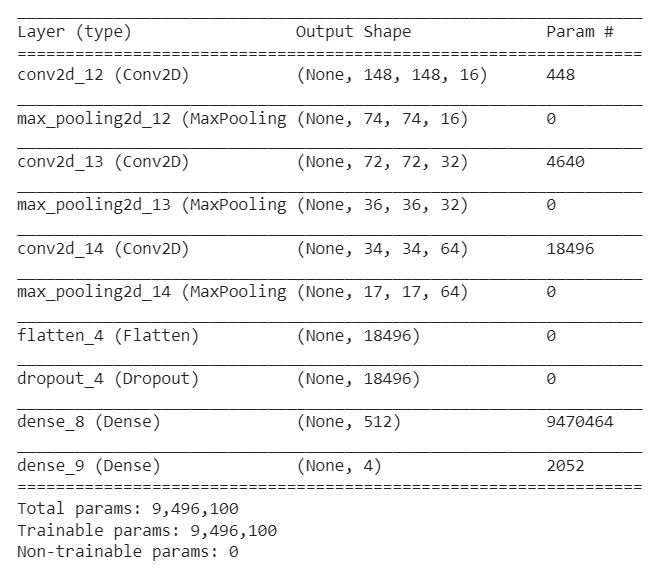 Layer (type) Output Shape Param #
conv2d_12 (Conv2D) (None, 148, 148, 16) 448
max_pooling2d_12 (MaxPooling (None, 74, 74, 16) 0
conv2d_13 (Conv2D) (None, 72, 72, 32) 4640
max_pooling2d_13 (MaxPooling (None, 36, 36, 32) 0
conv2d_14 (Conv2D) (None, 34, 34, 64) 18496
max_pooling2d_14 (MaxPooling (None, 17, 17, 64) 0
flatten_4 (Flatten) (None, 18496) 0
dropout_4 (Dropout) (None, 18496) 0
dense_8 (Dense) (None, 512) 9470464
dense_9 (Dense) (None, 4) 2052
Total params: 9,496,100
Trainable params: 9,496,100
Non-trainable params: 0